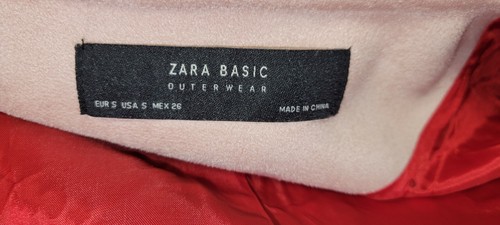 ZARA BASIC
OUTERWEAR
EUR S USA S MEX 26 MADE IN CHINA